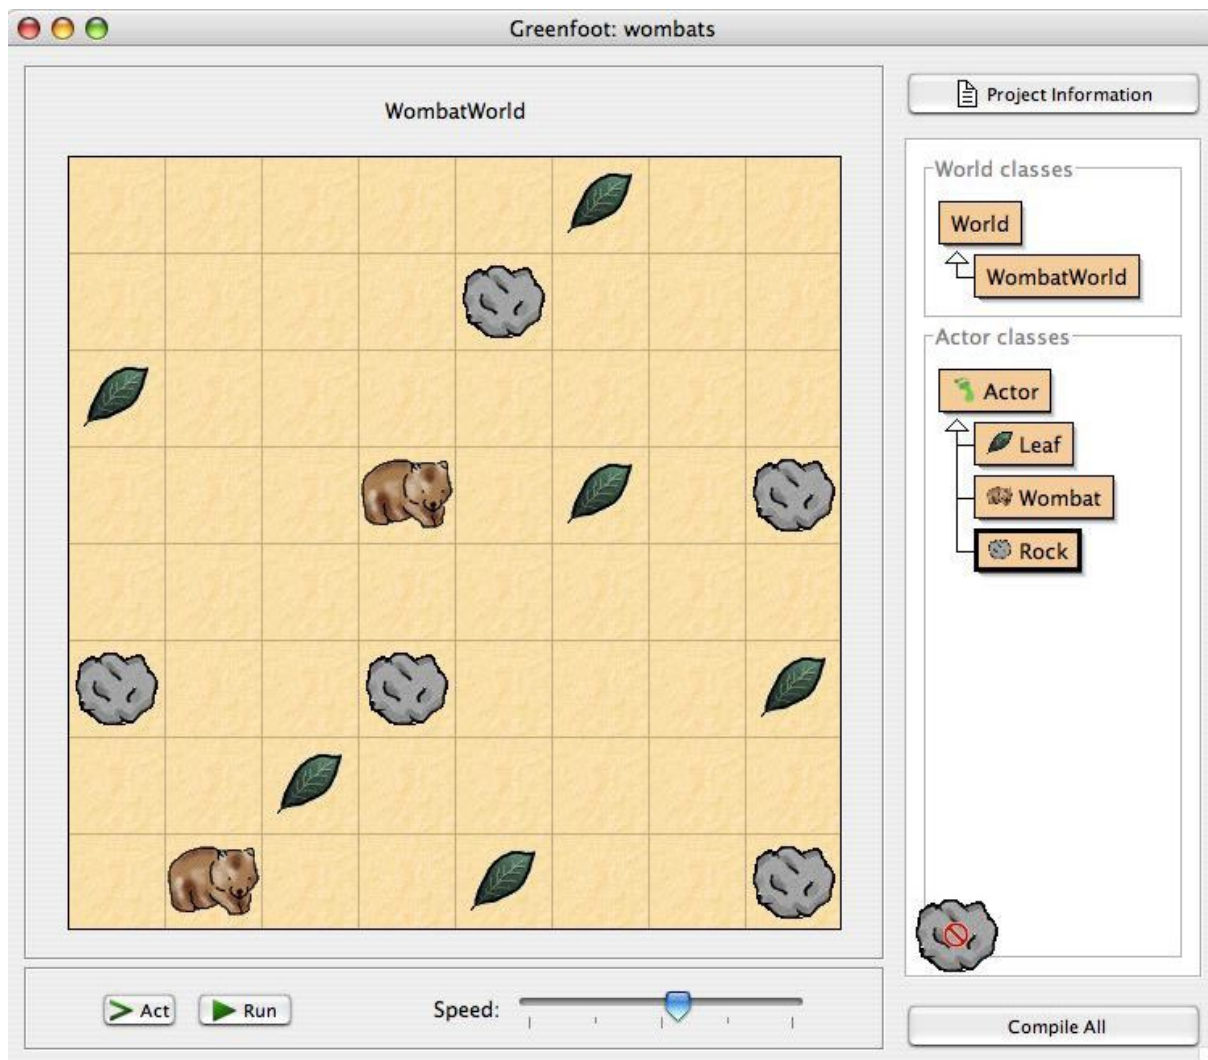 Greenfoot: wombats
WombatWorld
Project Information
World classes
World
WombatWorld
Actor classes
Actor
Leaf
Wombat
Rock
Act
Run
Speed:
Compile All